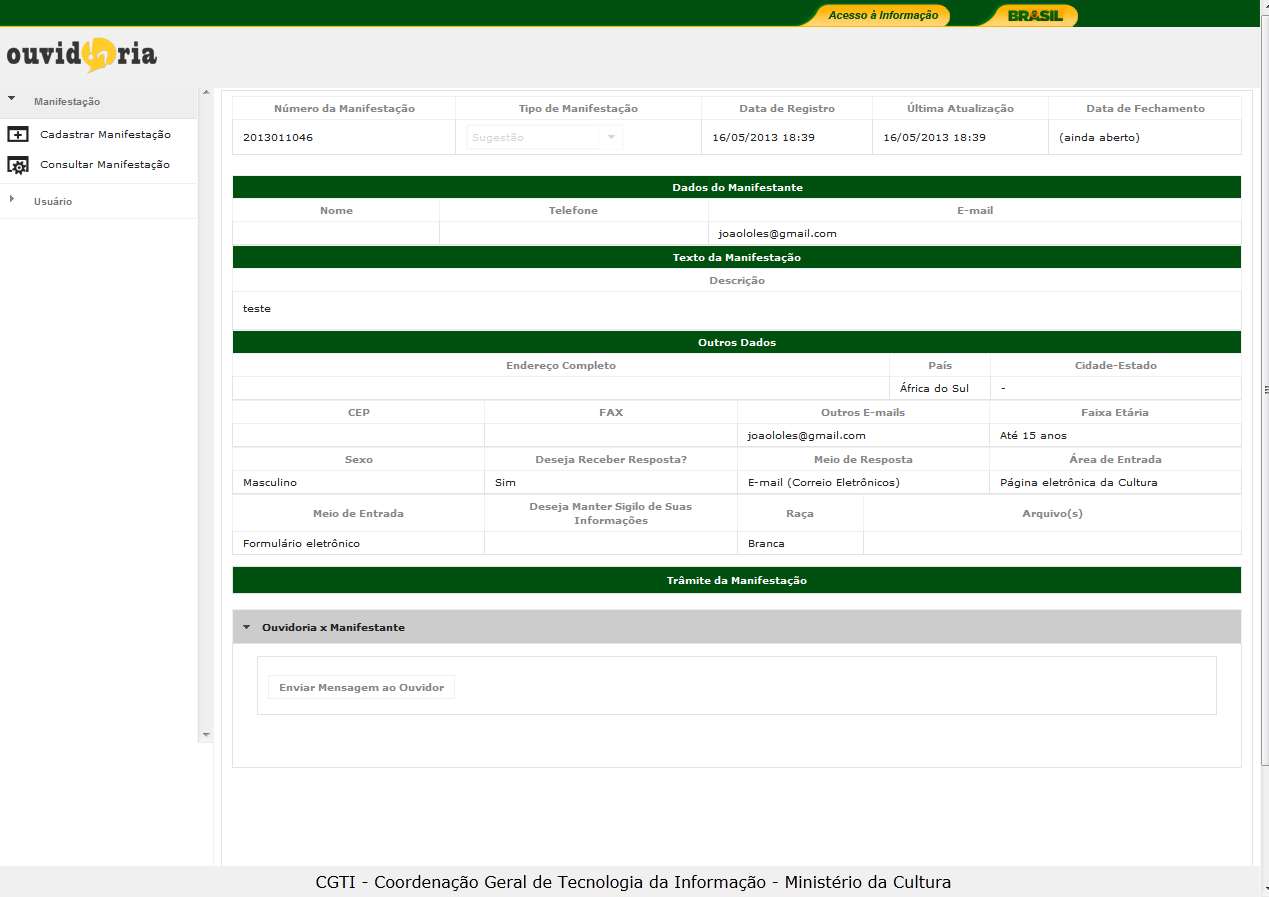 Acesso à Informação
BRASIL
ouvidoria
Manifestação
Cadastrar Manifestação
Consultar Manifestação
Usuário
Número da Manifestação Tipo de Manifestação Data de Registro Última Atualização Data de Fechamento
2013011046 Sugestão 16/05/2013 18:39 16/05/2013 18:39 (ainda aberto)
Dados do Manifestante
Nome Telefone E-mail
joaololes@gmail.com
Texto da Manifestação
Descrição
teste
Outros Dados
Endereço Completo País Cidade-Estado
África do Sul -
CEP FAX Outros E-mails Faixa Etária
joaololes@gmail.com Até 15 anos
Sexo Deseja Receber Resposta? Meio de Resposta Área de Entrada
Masculino Sim E-mail (Correio Eletrônicos) Página eletrônica da Cultura
Meio de Entrada Deseja Manter Sigilo de Suas Informações Raça Arquivo(s)
Formulário eletrônico Branca
Trâmite da Manifestação
Ouvidoria x Manifestante
Enviar Mensagem ao Ouvidor
CGTI - Coordenação Geral de Tecnologia da Informação - Ministério da Cultura